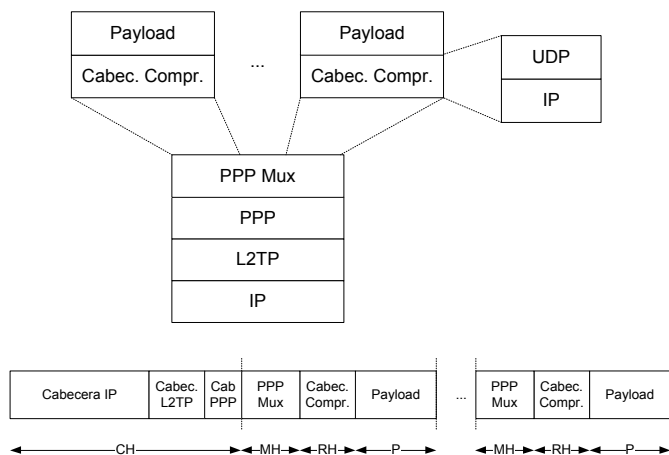 Payload
Cabec. Compr.
...
Payload
Cabec. Compr.
UDP
IP
PPP Mux
PPP
L2TP
IP
Cabecera IP
Cabec.
L2TP
Cab
PPP
PPP
Mux
Cabec.
Compr.
Payload
...
PPP
Mux
Cabec.
Compr.
Payload
CH
MH
RH
P
MH
RH
P